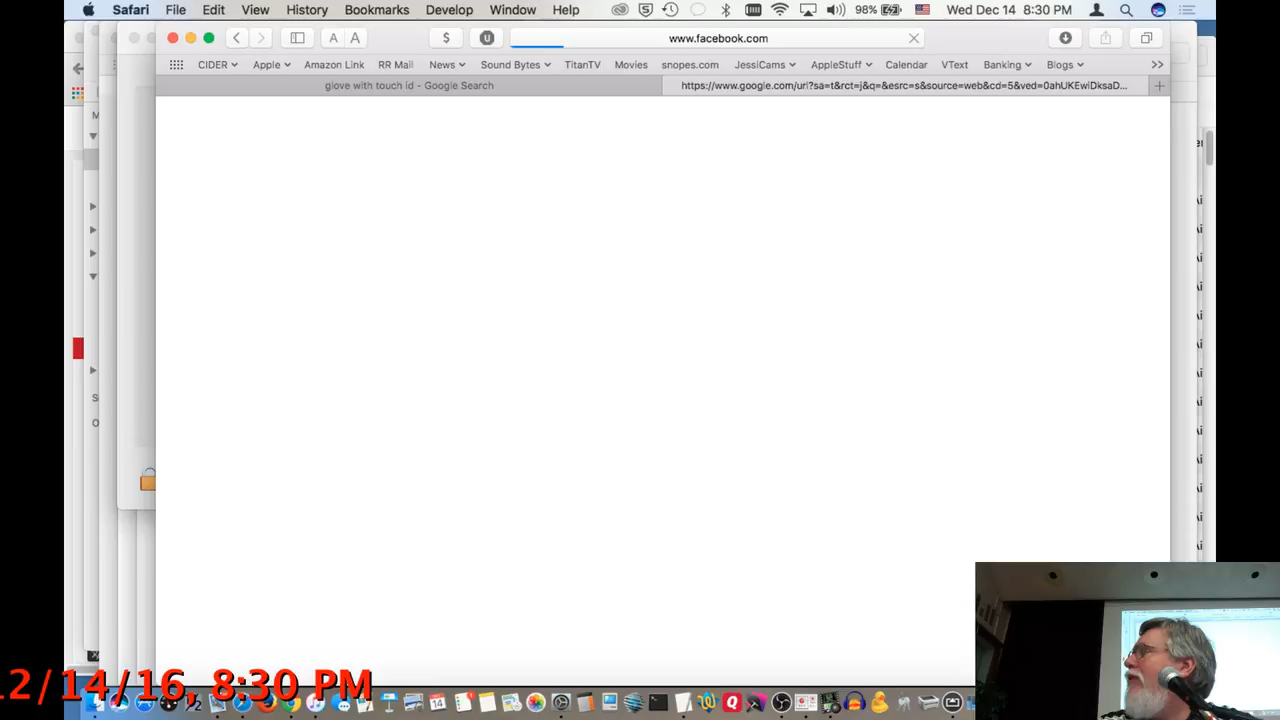 Safari File Edit View History Bookmarks Develop Window Help 98% Wed Dec 14 8:30 PM
A A $ U www.facebook.com
CIDER Apple Amazon Link RR Mail News Sound Bytes TitanTV Movies snopes.com JessiCams AppleStuff Calendar VText Banking Blogs >>
glove with touch id - Google Search https://www.google.com/url?sa=t&rct=j&q=&esrc=s&source=web&cd=5&ved=0ahUKEwiDksaD...
12/14/16, 8:30 PM